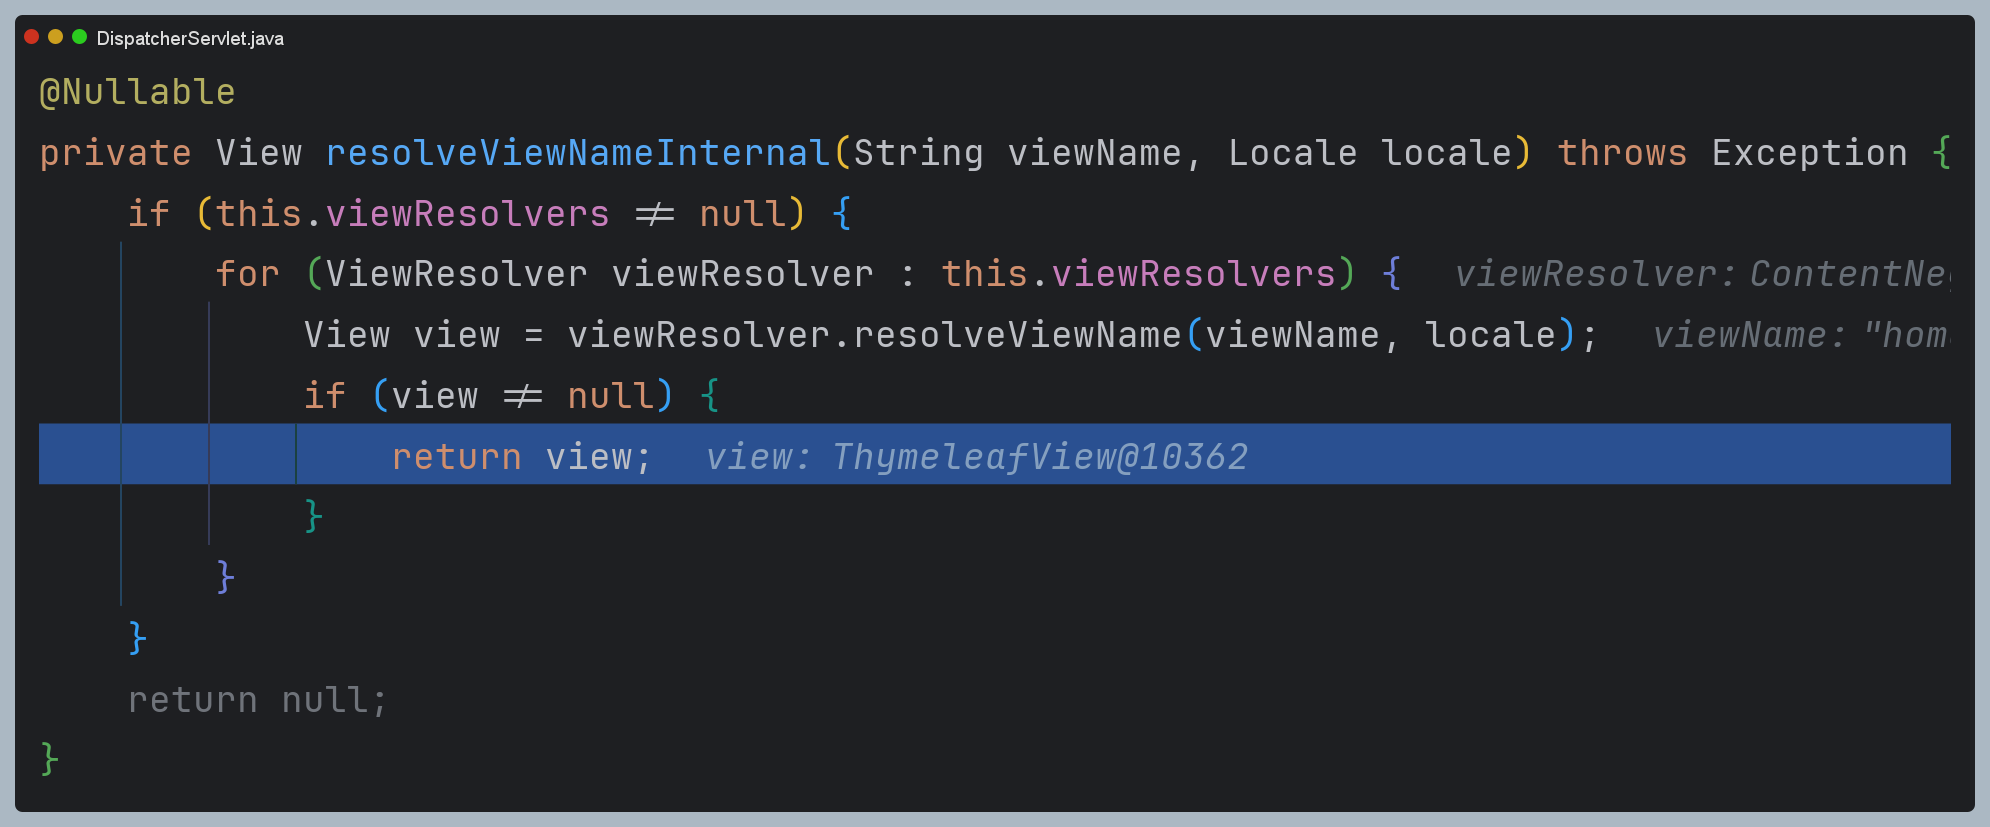 DispatcherServlet.java
@Nullable
private View resolveViewNameInternal(String viewName, Locale locale) throws Exception {
if (this.viewResolvers != null) {
for (ViewResolver viewResolver : this.viewResolvers) { viewResolver: ContentNe
View view = viewResolver.resolveViewName(viewName, locale); viewName: "hom
if (view != null) {
return view; view: ThymeleafView@10362
}
}
}
return null;
}